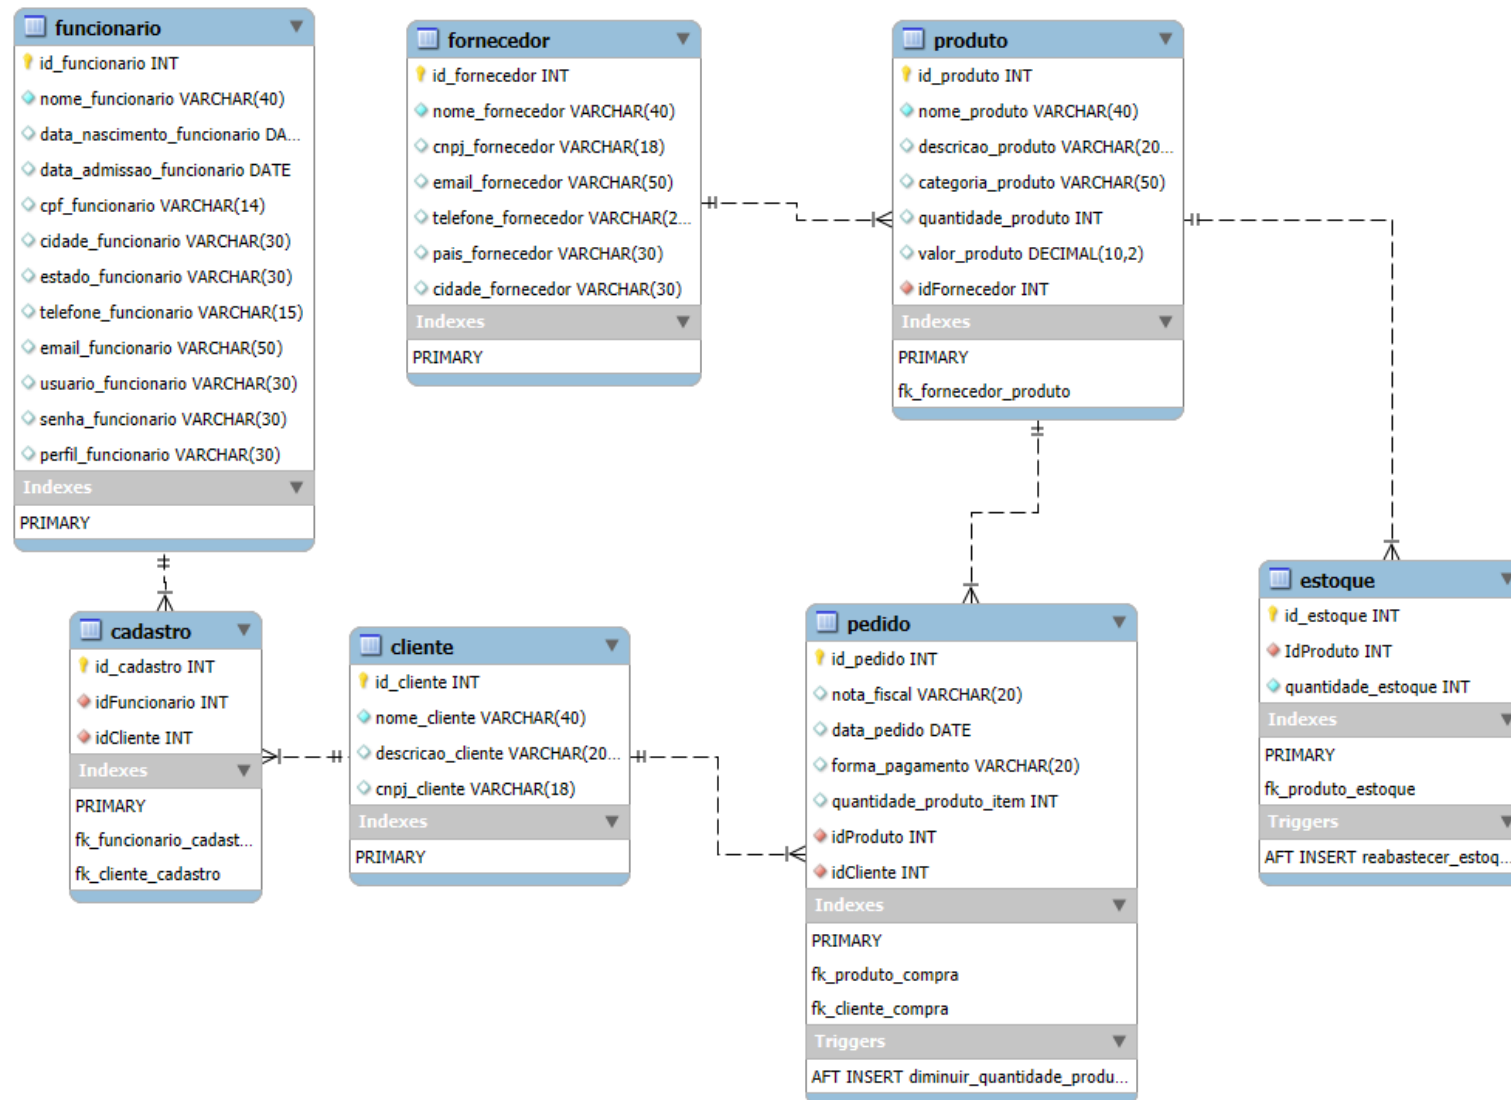 funcionario
id_funcionario INT
nome_funcionario VARCHAR(40)
data_nascimento_funcionario DA...
data_admissao_funcionario DATE
cpf_funcionario VARCHAR(14)
cidade_funcionario VARCHAR(30)
estado_funcionario VARCHAR(30)
telefone_funcionario VARCHAR(15)
email_funcionario VARCHAR(50)
usuario_funcionario VARCHAR(30)
senha_funcionario VARCHAR(30)
perfil_funcionario VARCHAR(30)
Indexes
PRIMARY
fornecedor
id_fornecedor INT
nome_fornecedor VARCHAR(40)
cnpj_fornecedor VARCHAR(18)
email_fornecedor VARCHAR(50)
telefone_fornecedor VARCHAR(2...
pais_fornecedor VARCHAR(30)
cidade_fornecedor VARCHAR(30)
Indexes
PRIMARY
produto
id_produto INT
nome_produto VARCHAR(40)
descricao_produto VARCHAR(20...
categoria_produto VARCHAR(50)
quantidade_produto INT
valor_produto DECIMAL(10,2)
idFornecedor INT
Indexes
PRIMARY
fk_fornecedor_produto
cadastro
id_cadastro INT
idFuncionario INT
idCliente INT
Indexes
PRIMARY
fk_funcionario_cadast...
fk_cliente_cadastro
cliente
id_cliente INT
nome_cliente VARCHAR(40)
descricao_cliente VARCHAR(20...
cnpj_cliente VARCHAR(18)
Indexes
PRIMARY
pedido
id_pedido INT
nota_fiscal VARCHAR(20)
data_pedido DATE
forma_pagamento VARCHAR(20)
quantidade_produto_item INT
idProduto INT
idCliente INT
Indexes
PRIMARY
fk_produto_compra
fk_cliente_compra
Triggers
AFT INSERT diminuir_quantidade_produ...
estoque
id_estoque INT
IdProduto INT
quantidade_estoque INT
Indexes
PRIMARY
fk_produto_estoque
Triggers
AFT INSERT reabastecer_estoq...